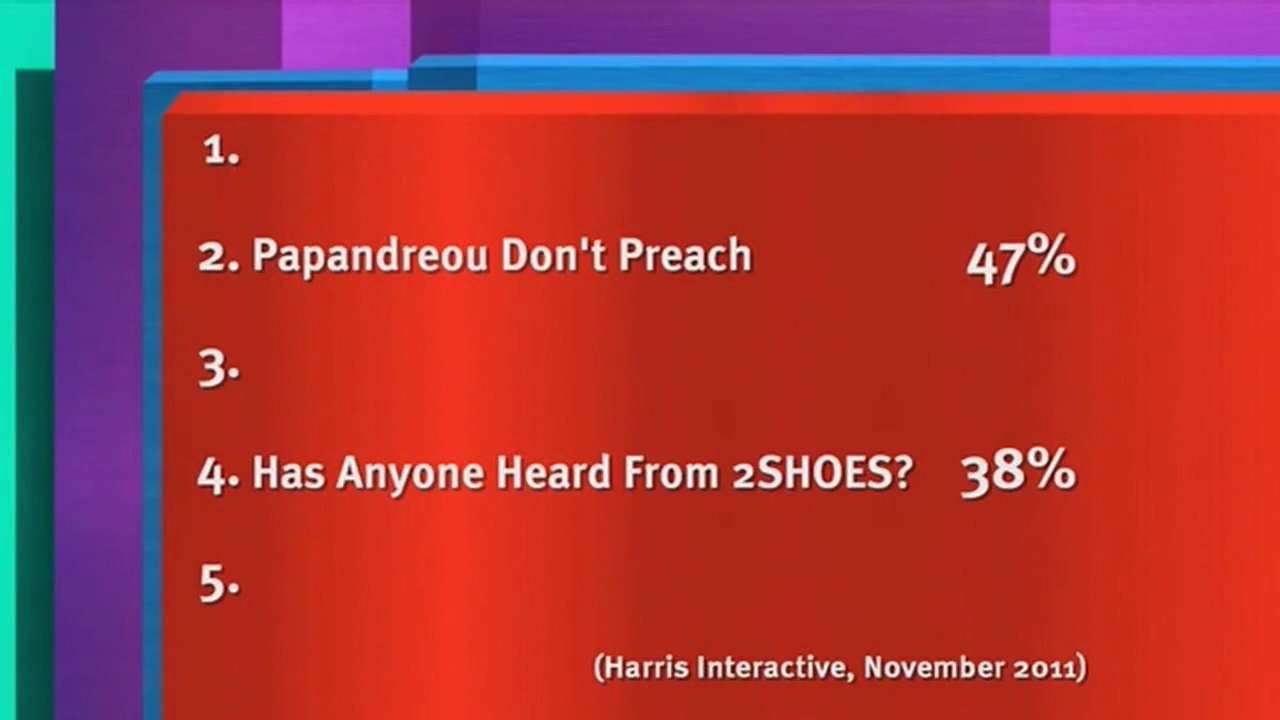 1.
2. Papandreou Don't Preach 47%
3.
4. Has Anyone Heard From 2SHOES? 38%
5.
(Harris Interactive, November 2011)